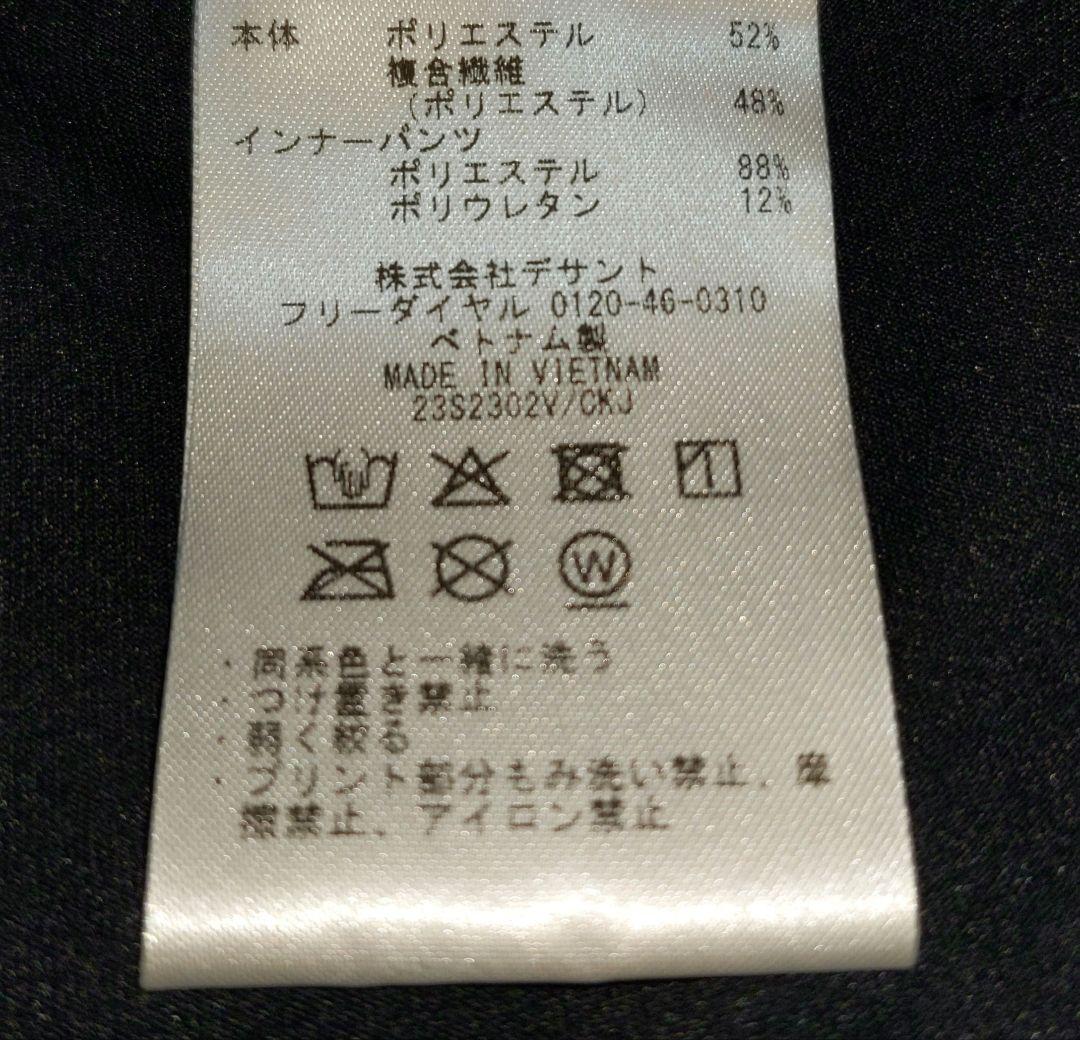 本体 ポリエステル 52%
複合繊維
(ポリエステル) 48%
インナーパンツ
ポリエステル 88%
ポリウレタン 12%
株式会社デサント
フリーダイヤル 0120-46-0310
ベトナム製
MADE IN VIETNAM
23S2302V/CKJ
W
・同系色と一緒に洗う
・つけ置き禁止
・弱く絞る
・プリント部分もみ洗い禁止、摩
擦禁止、アイロン禁止